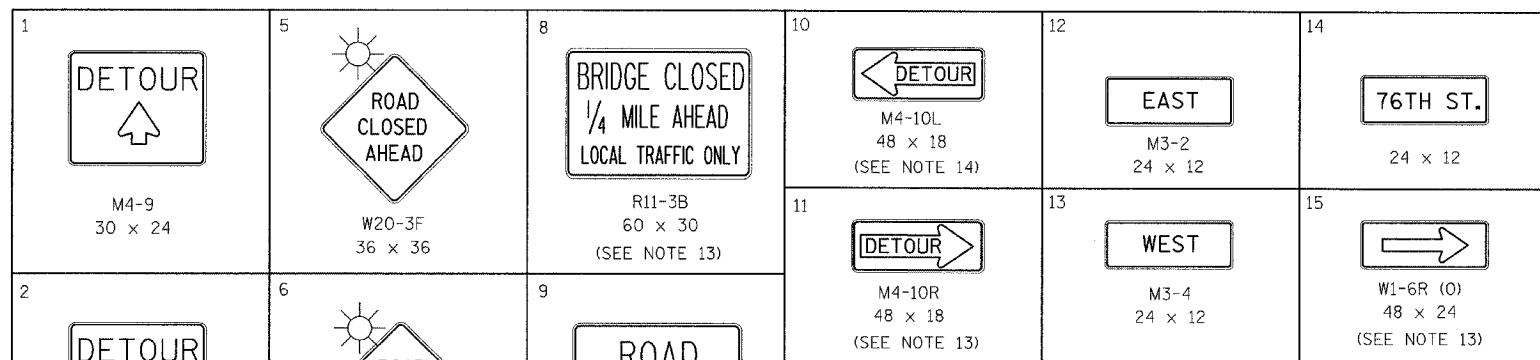 1
DETOUR
M4-9
30 x 24
5
ROAD
CLOSED
AHEAD
W20-3F
36 x 36
8
BRIDGE CLOSED
1/4 MILE AHEAD
LOCAL TRAFFIC ONLY
R11-3B
60 x 30
(SEE NOTE 13)
10
DETOUR
M4-10L
48 x 18
(SEE NOTE 14)
12
EAST
M3-2
24 x 12
14
76TH ST.
24 x 12
11
DETOUR
M4-10R
48 x 18
(SEE NOTE 13)
13
WEST
M3-4
24 x 12
15
W1-6R (O)
48 x 24
(SEE NOTE 13)
2
DETOUR
6
9
ROAD